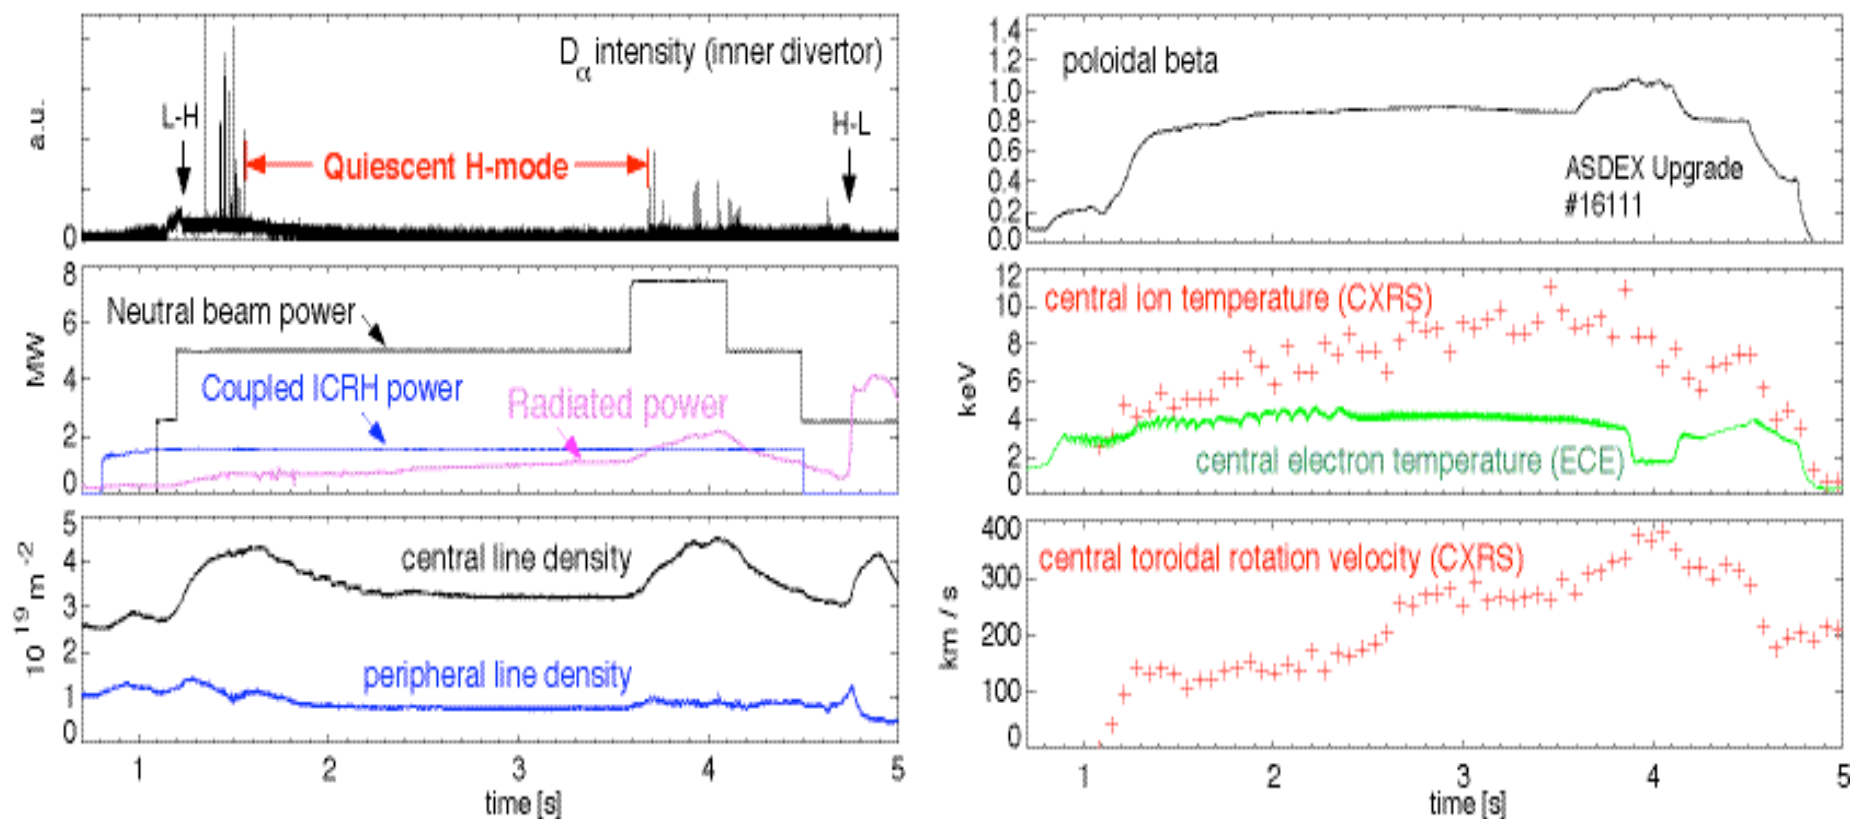 D α intensity (inner divertor)
a.u.
L-H
H-L
Quiescent H-mode
0
8
6
4
2
0
MW
Neutral beam power
Coupled ICRH power
Radiated power
5
4
3
2
1
0
10 19 m -2
central line density
peripheral line density
1 2 3 4 5
time [s]
1.4
1.2
1.0
0.8
0.6
0.4
0.2
0.0
poloidal beta
ASDEX Upgrade
#16111
12
10
8
6
4
2
0
keV
central ion temperature (CXRS)
central electron temperature (ECE)
400
300
200
100
0
km / s
central toroidal rotation velocity (CXRS)
1 2 3 4 5
time [s]